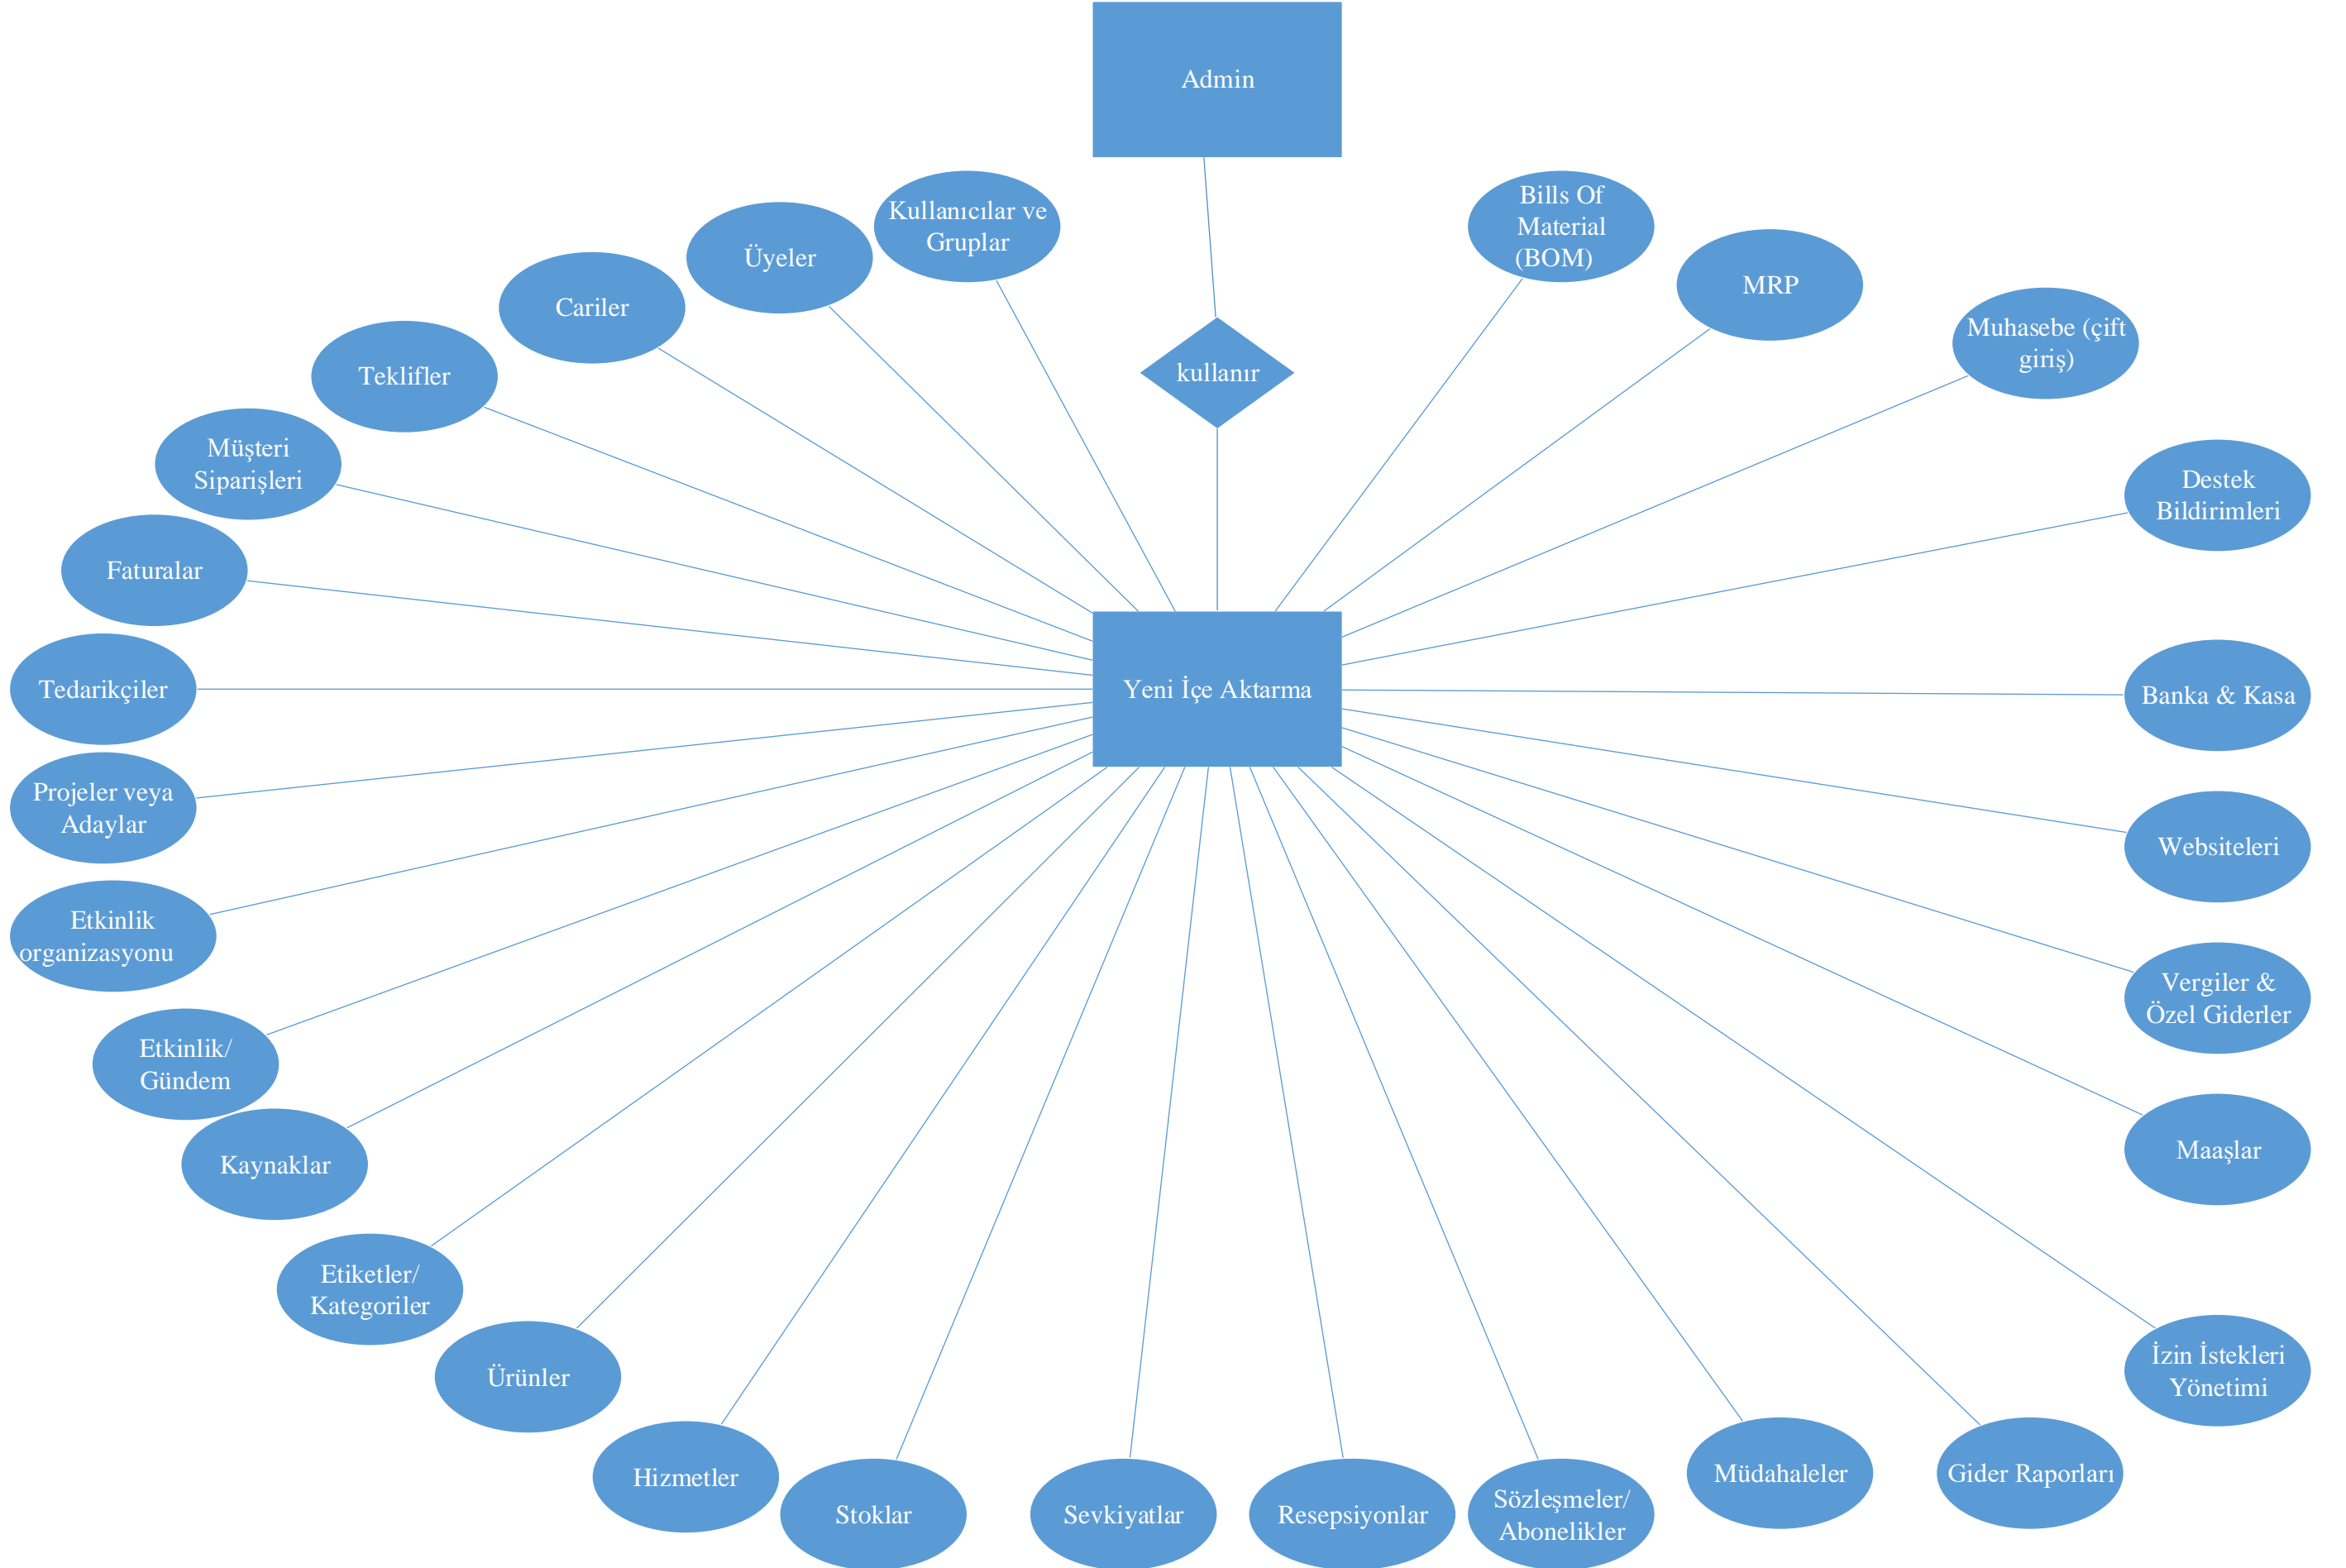 Admin
Kullanıcılar ve
Gruplar
Bills Of
Material
(BOM)
Üyeler
MRP
Cariler
Muhasebe (çift
giriş)
kullanır
Teklifler
Müşteri
Siparişleri
Destek
Bildirimleri
Faturalar
Tedarikçiler
Yeni İçe Aktarma
Banka & Kasa
Projeler veya
Adaylar
Websiteleri
Etkinlik
organizasyonu
Vergiler &
Özel Giderler
Etkinlik/
Gündem
Kaynaklar
Maaşlar
Etiketler/
Kategoriler
Ürünler
İzin İstekleri
Yönetimi
Hizmetler
Stoklar
Sevkiyatlar
Resepsiyonlar
Sözleşmeler/
Abonelikler
Müdahaleler
Gider Raporları